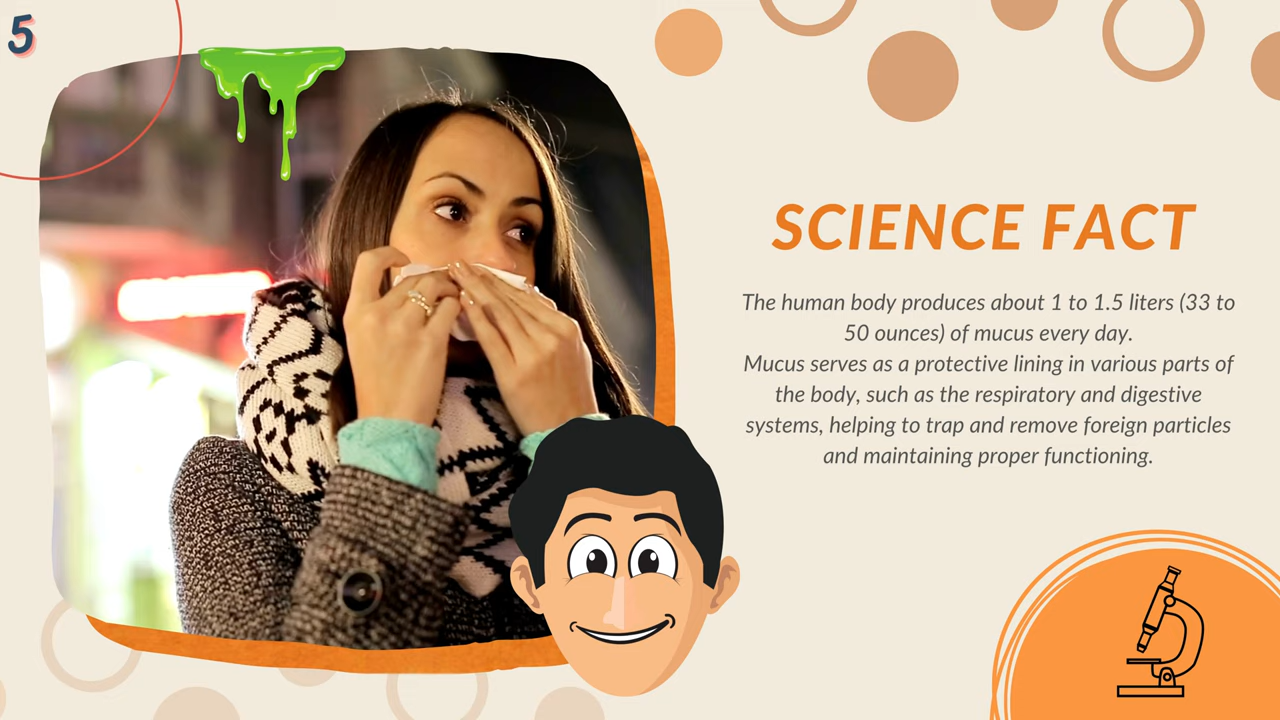 5
SCIENCE FACT
The human body produces about 1 to 1.5 liters (33 to
50 ounces) of mucus every day.
Mucus serves as a protective lining in various parts of
the body, such as the respiratory and digestive
systems, helping to trap and remove foreign particles
and maintaining proper functioning.